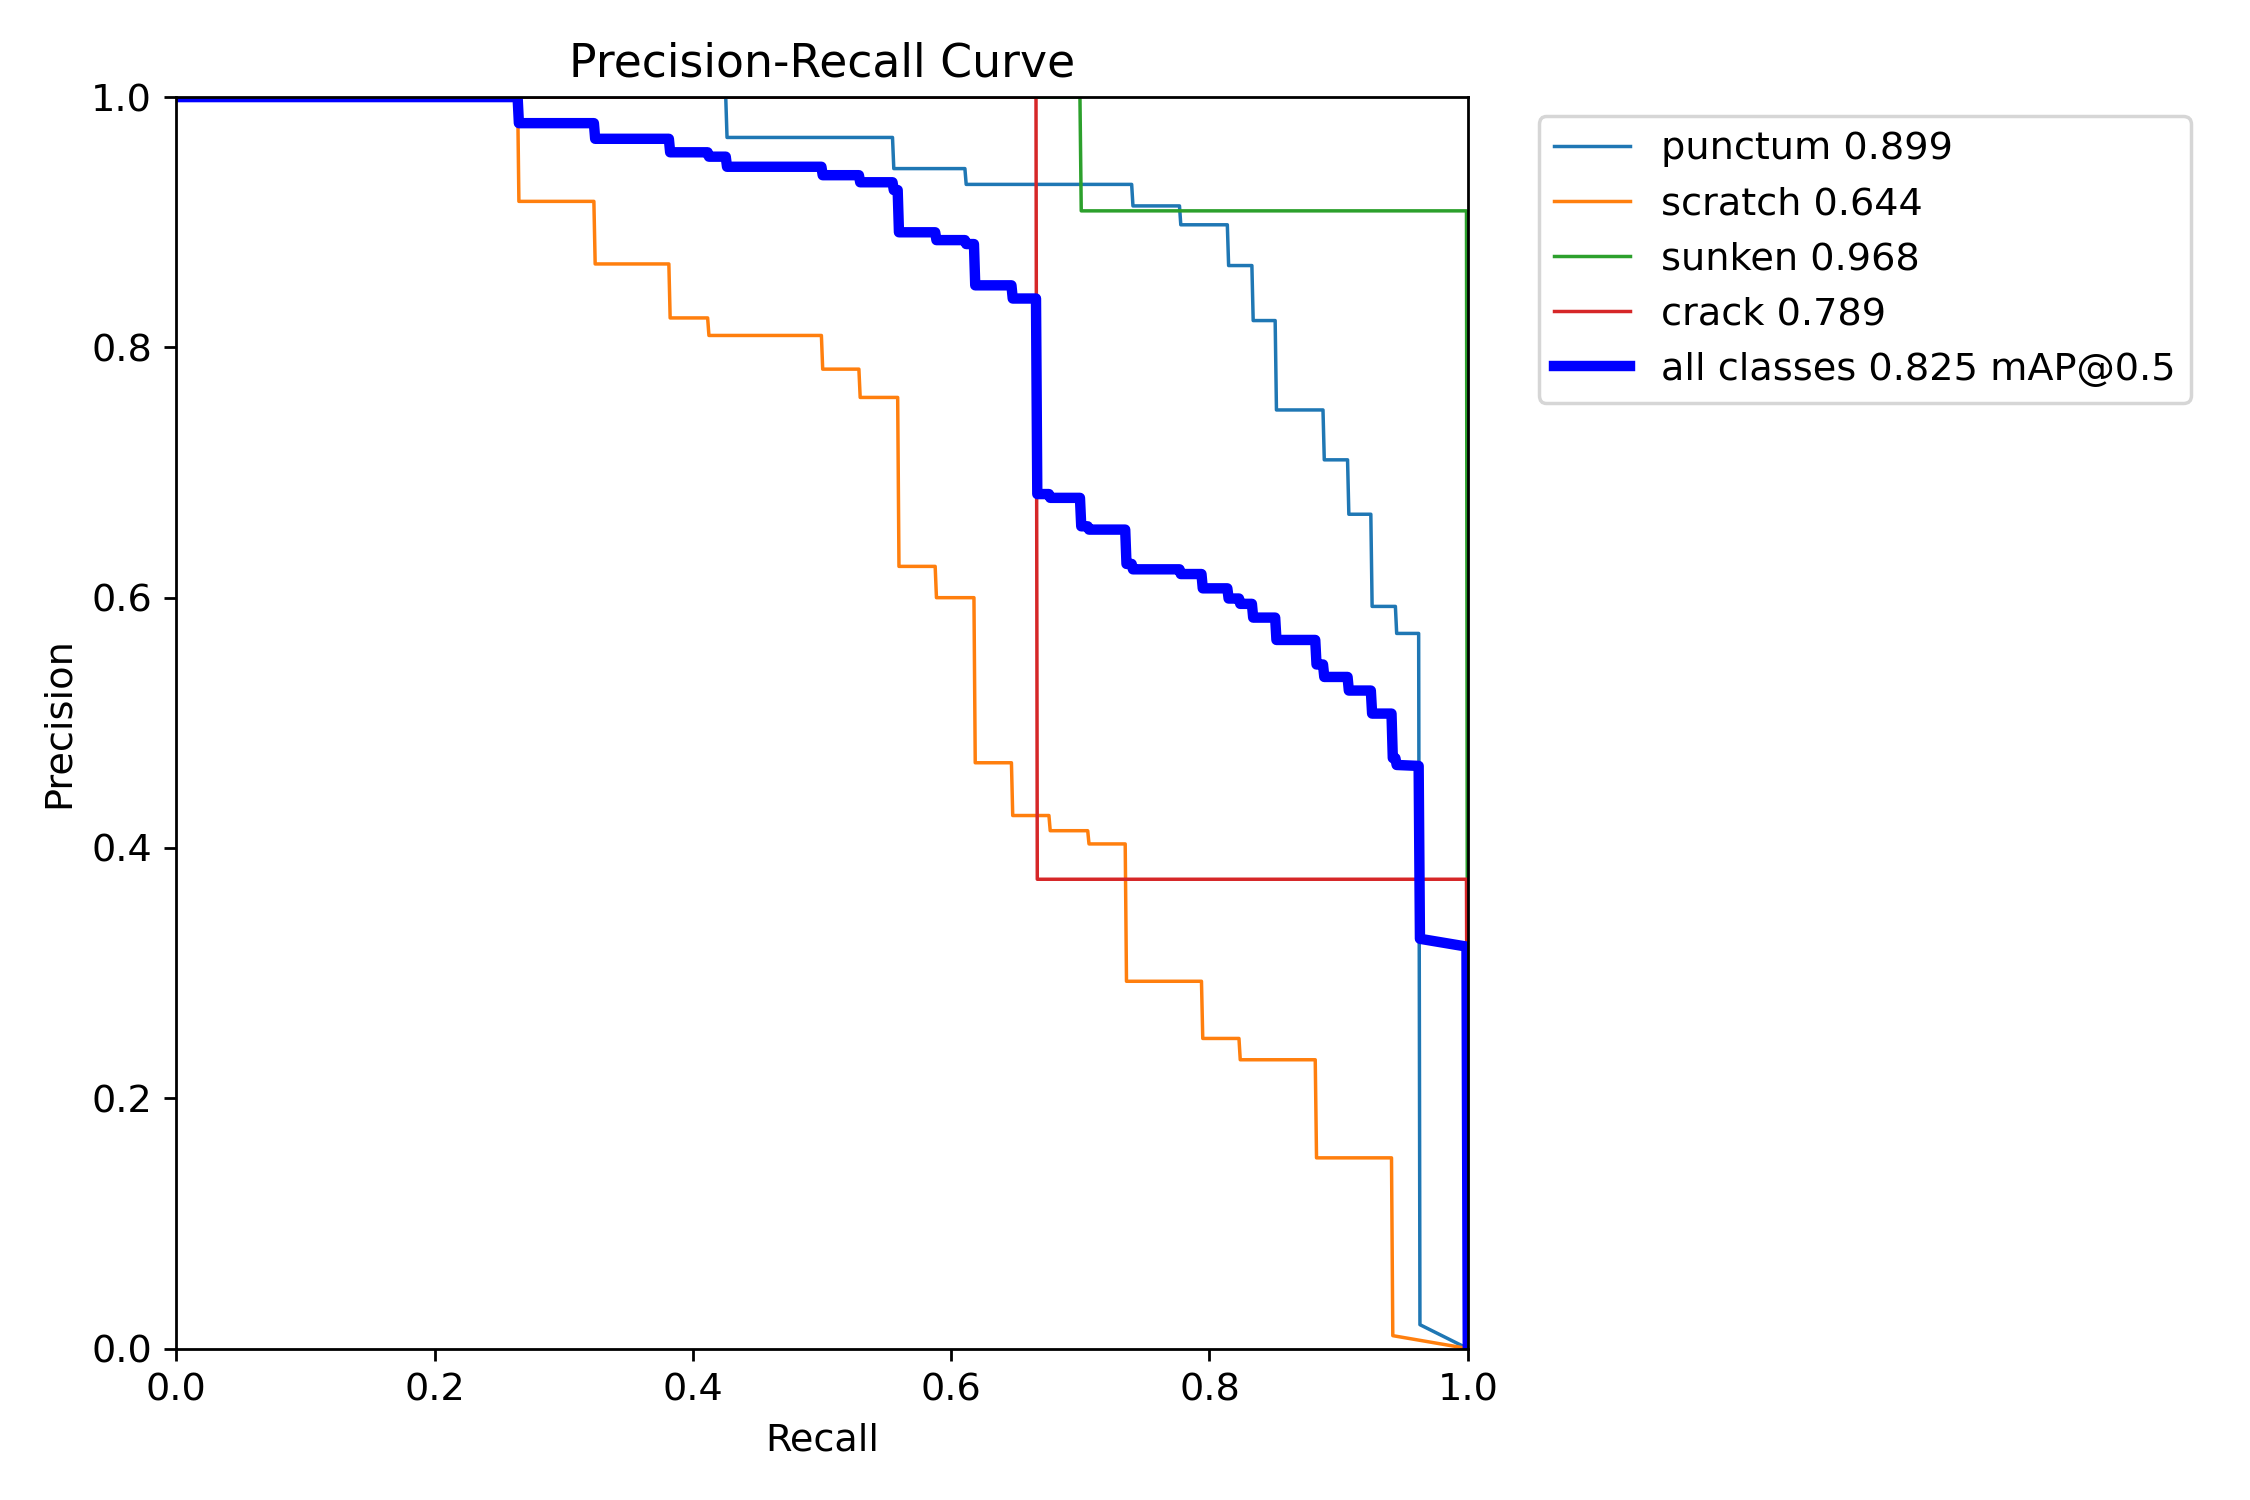 Precision-Recall Curve
1.0
0.8
0.6
0.4
0.2
0.0
Precision
0.0 0.2 0.4 0.6 0.8 1.0
Recall
punctum 0.899
scratch 0.644
sunken 0.968
crack 0.789
all classes 0.825 mAP@0.5